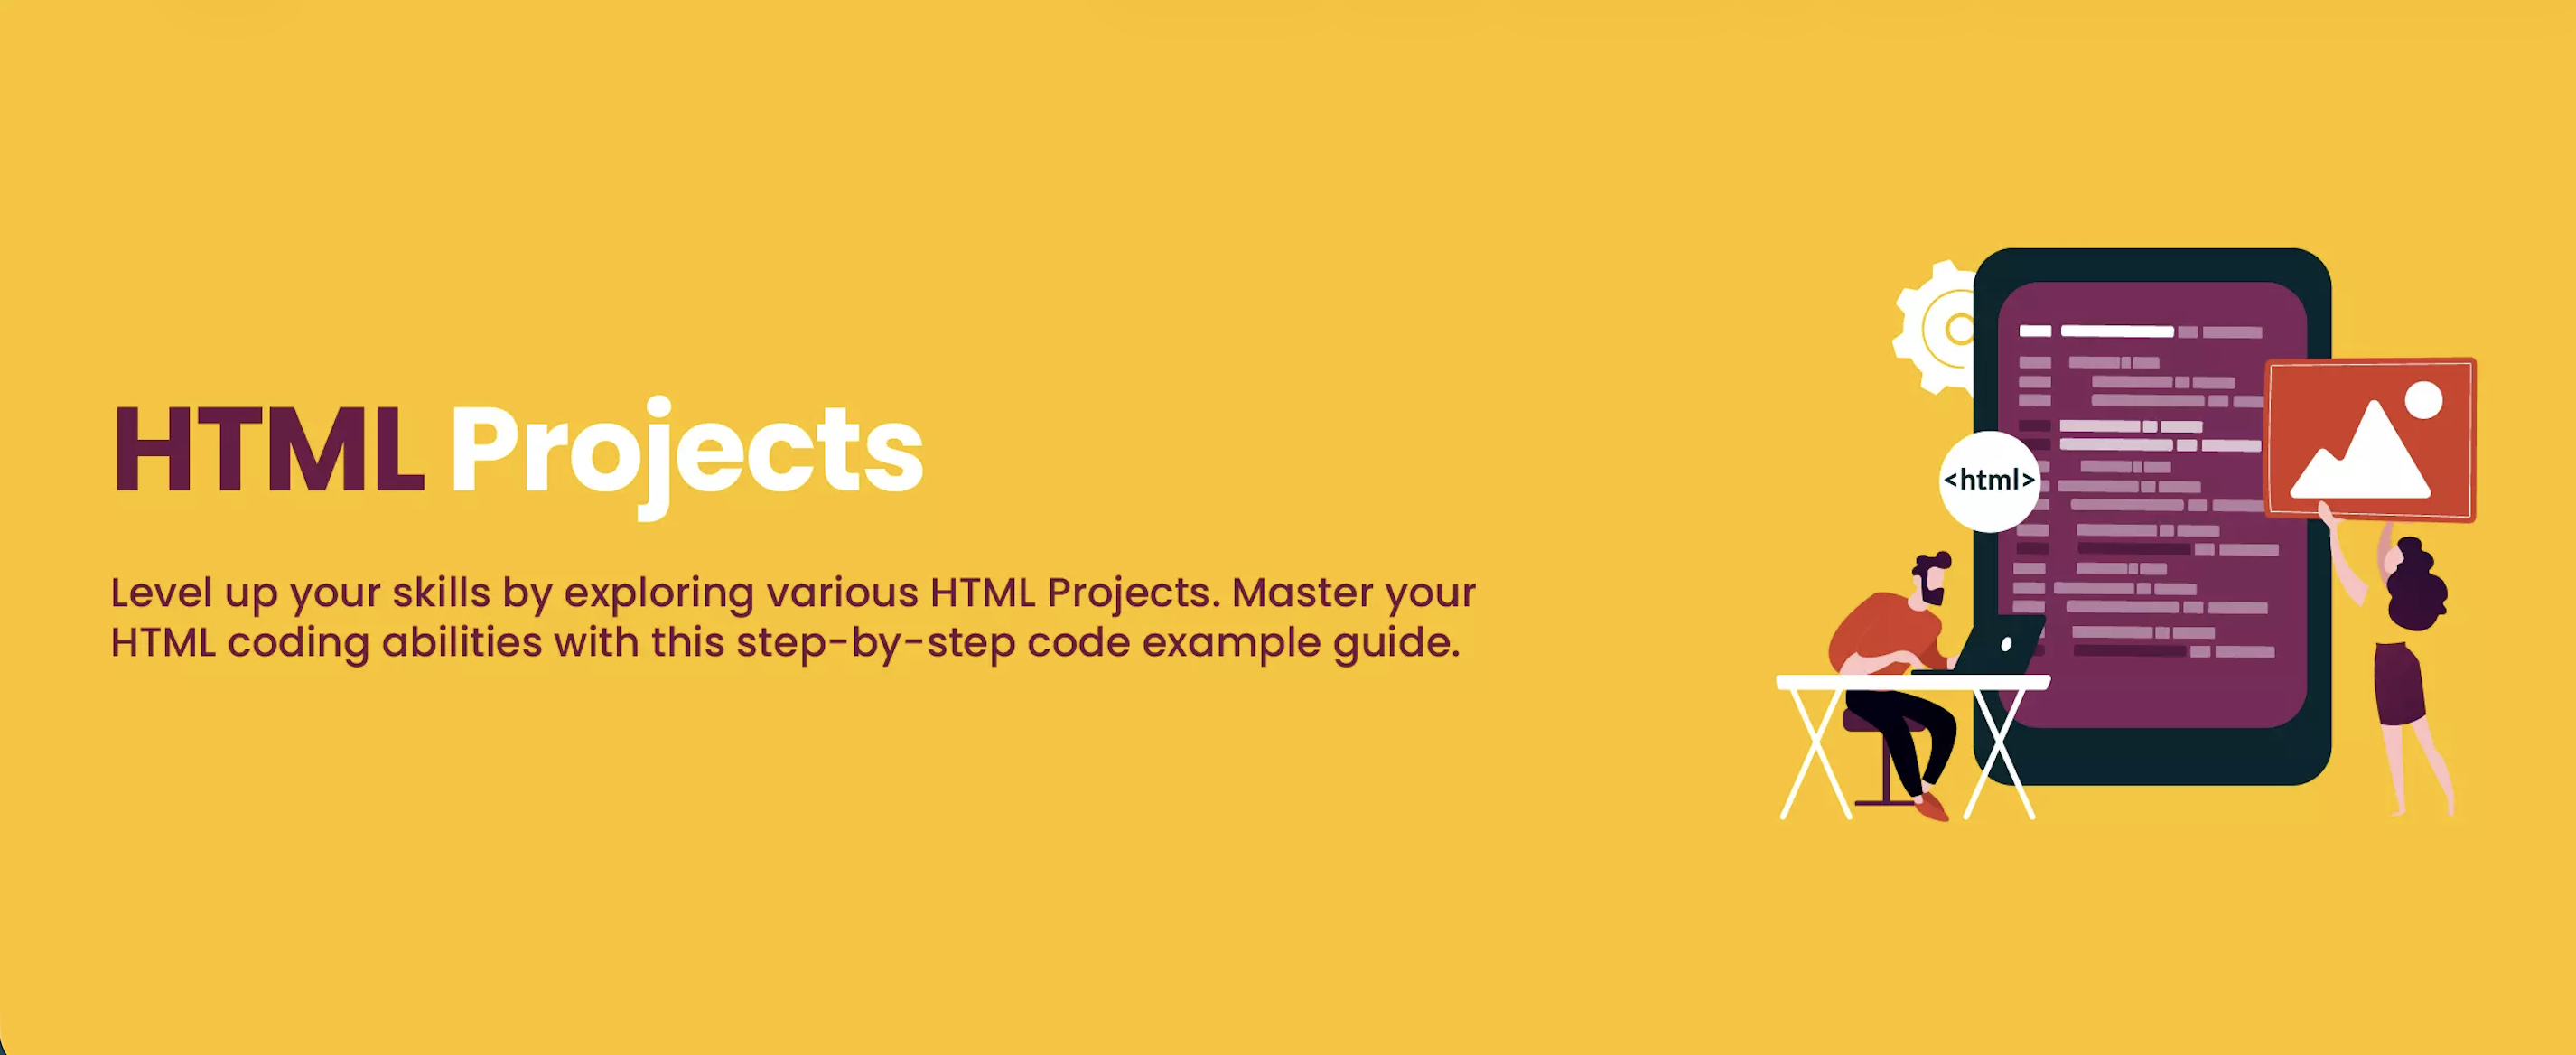 HTML Projects
Level up your skills by exploring various HTML Projects. Master your
HTML coding abilities with this step-by-step code example guide.
<html>